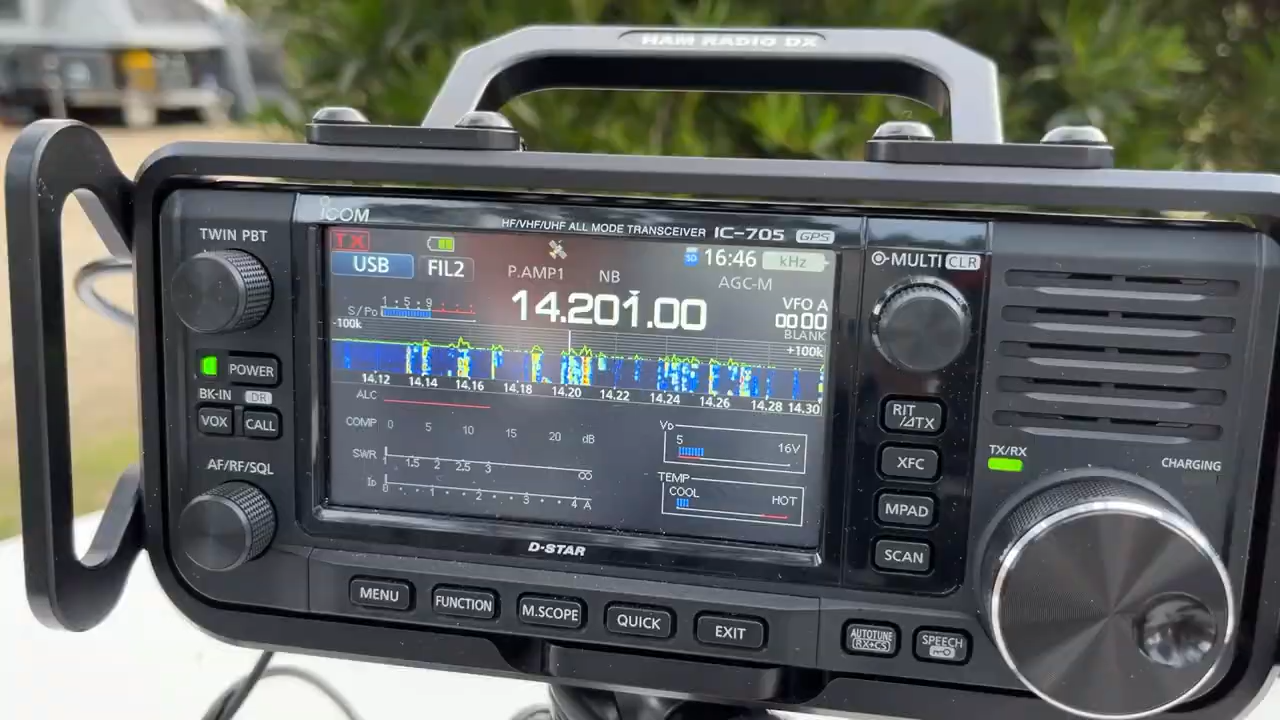 HAM RADIO DX
ICOM
HF/VHF/UHF ALL MODE TRANSCEIVER IC-705 GPS
TWIN PBT
TX
16:46 kHz
USB FIL2 P.AMP1 NB AGC-M
MULTI CLR
14.201.00
VFO A
00 00
BLANK
S/Po 1 5 9
-100k +100k
14.12 14.14 14.16 14.18 14.20 14.22 14.24 14.26 14.28 14.30
ALC
COMP 0 5 10 15 20 dB
SWR 1 1.5 2 2.5 3 ∞
ID 0 1 2 3 4 A
VD
5 16V
TEMP
COOL HOT
POWER
BK-IN DR
VOX CALL
AF/RF/SQL
RIT
/⊿TX
XFC
MPAD
SCAN
TX/RX
CHARGING
D-STAR
MENU FUNCTION M.SCOPE QUICK EXIT
AUTOTUNE
RX→CS
SPEECH